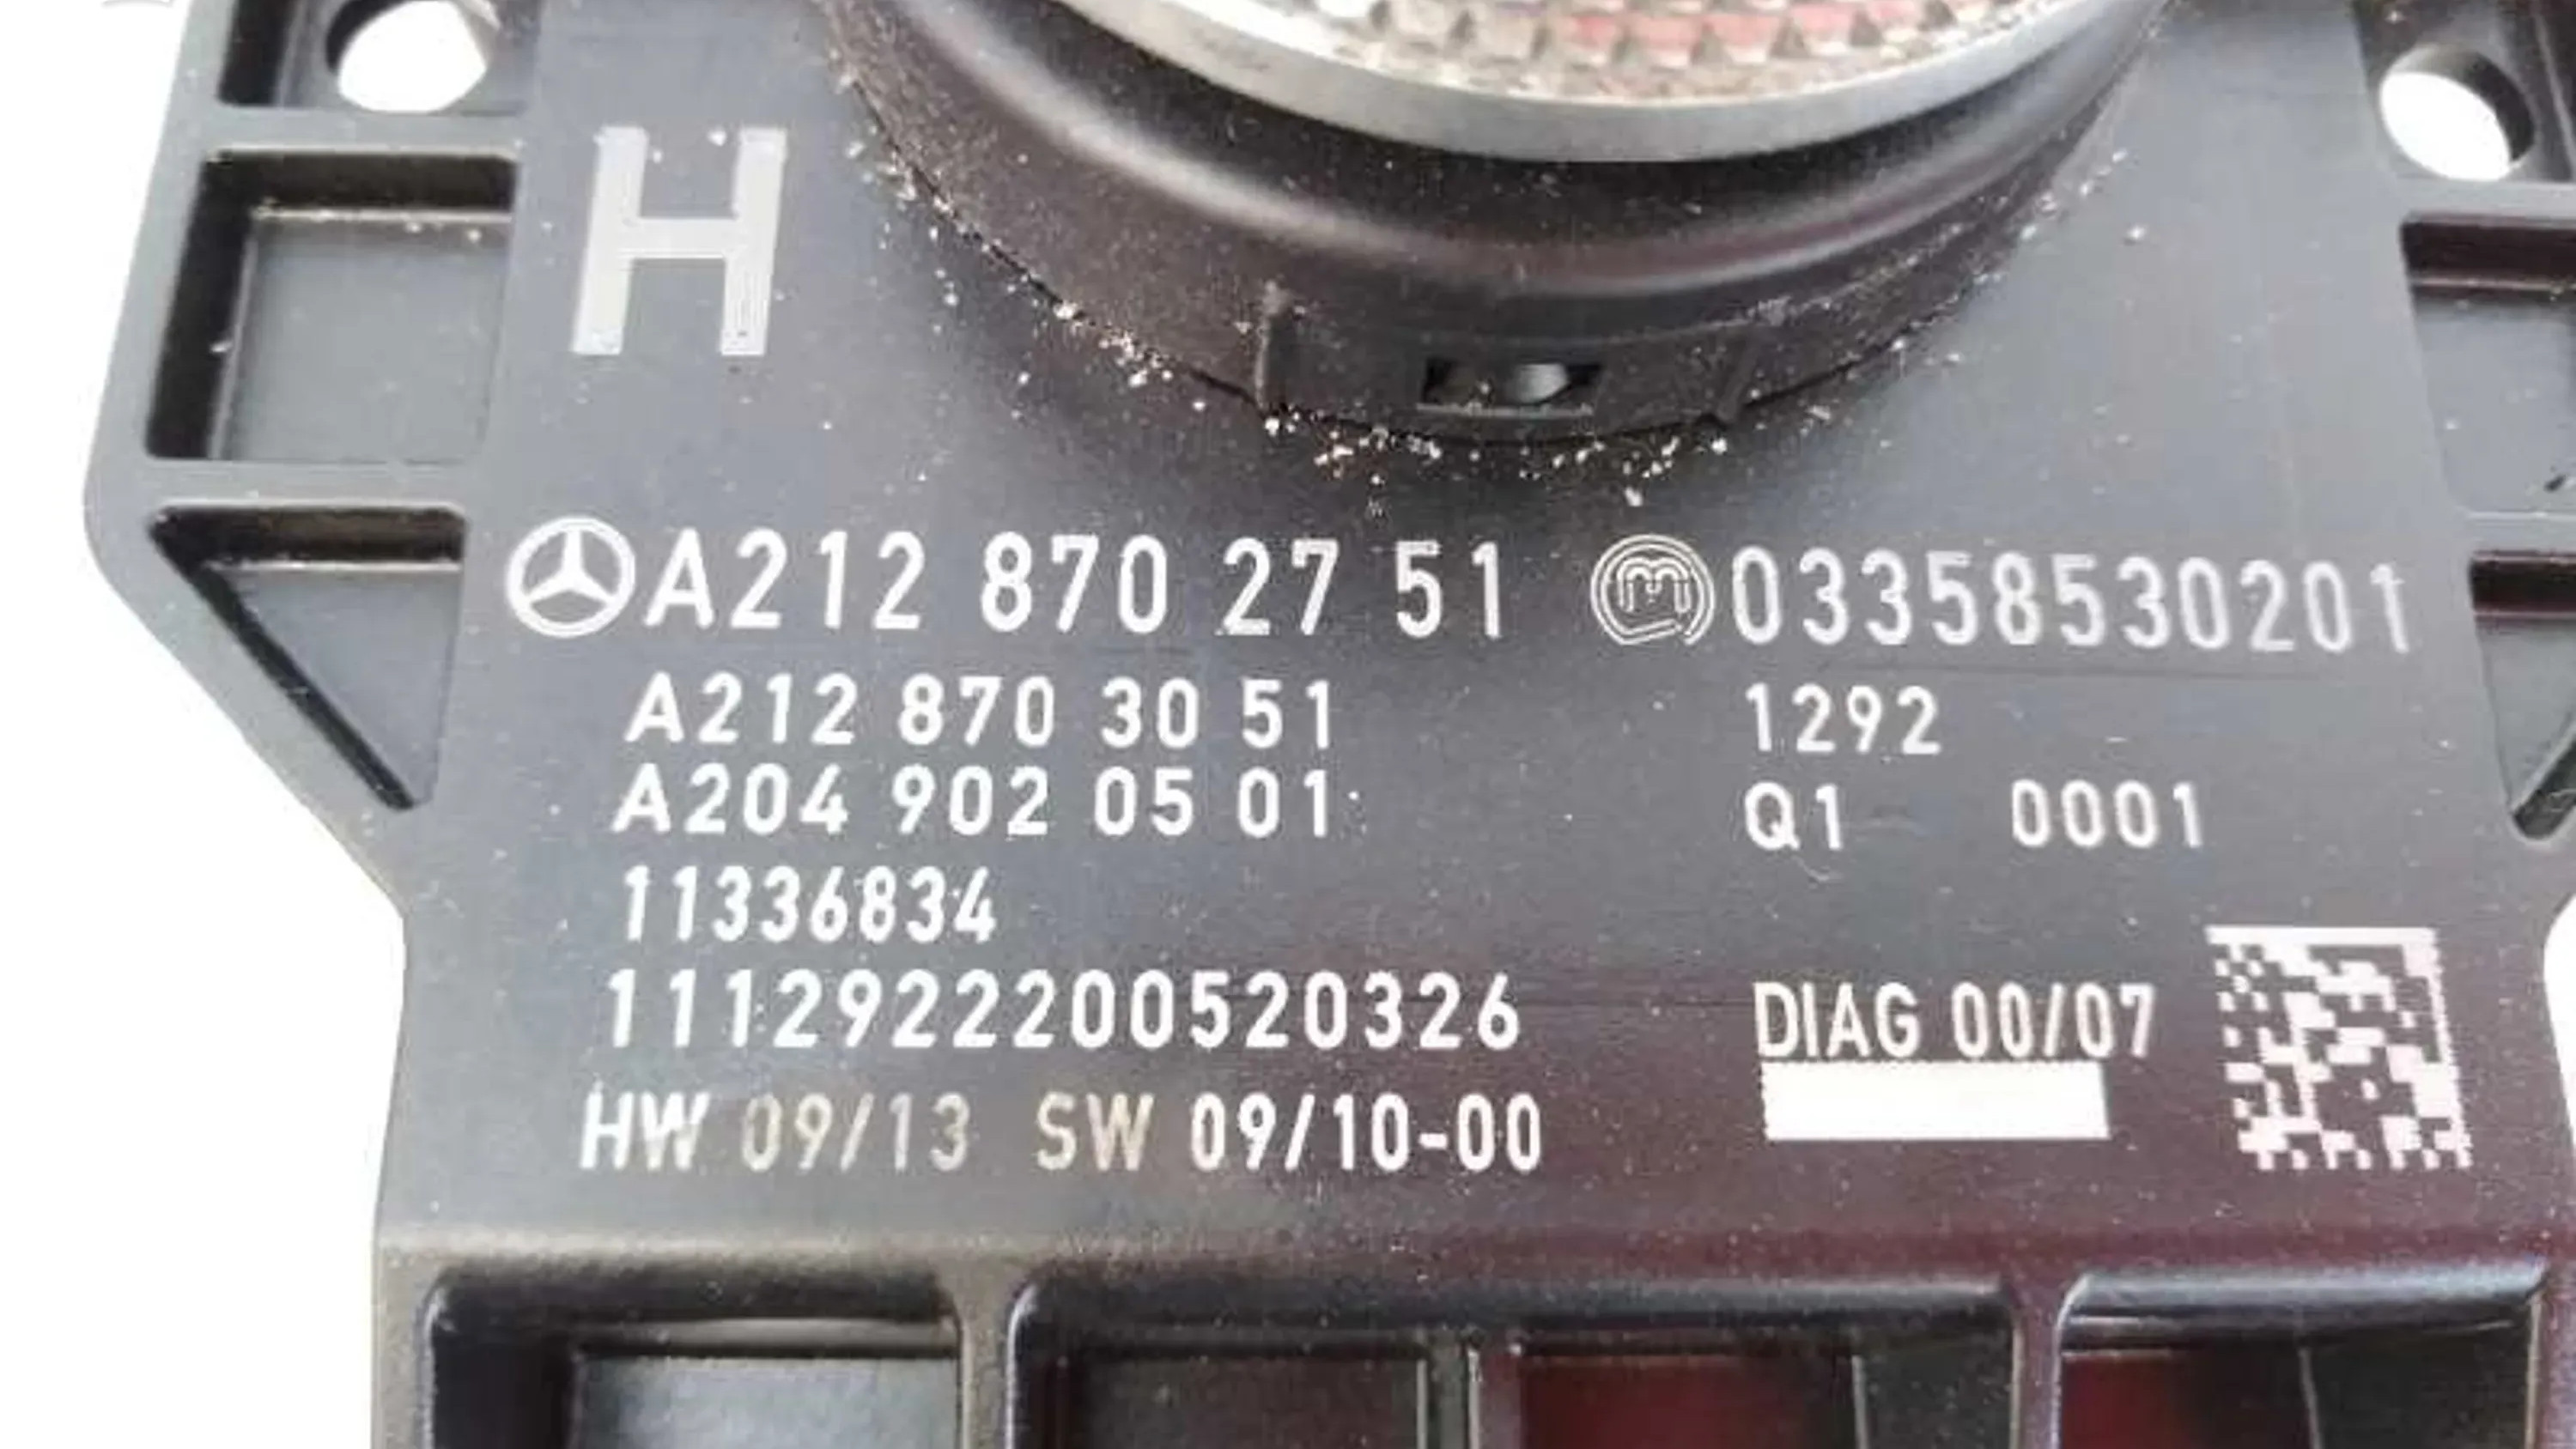 H
A212 870 27 51 03358530201
A212 870 30 51 1292
A204 902 05 01 Q1 0001
11336834
1112922200520326 DIAG 00/07
HW 09/13 SW 09/10-00